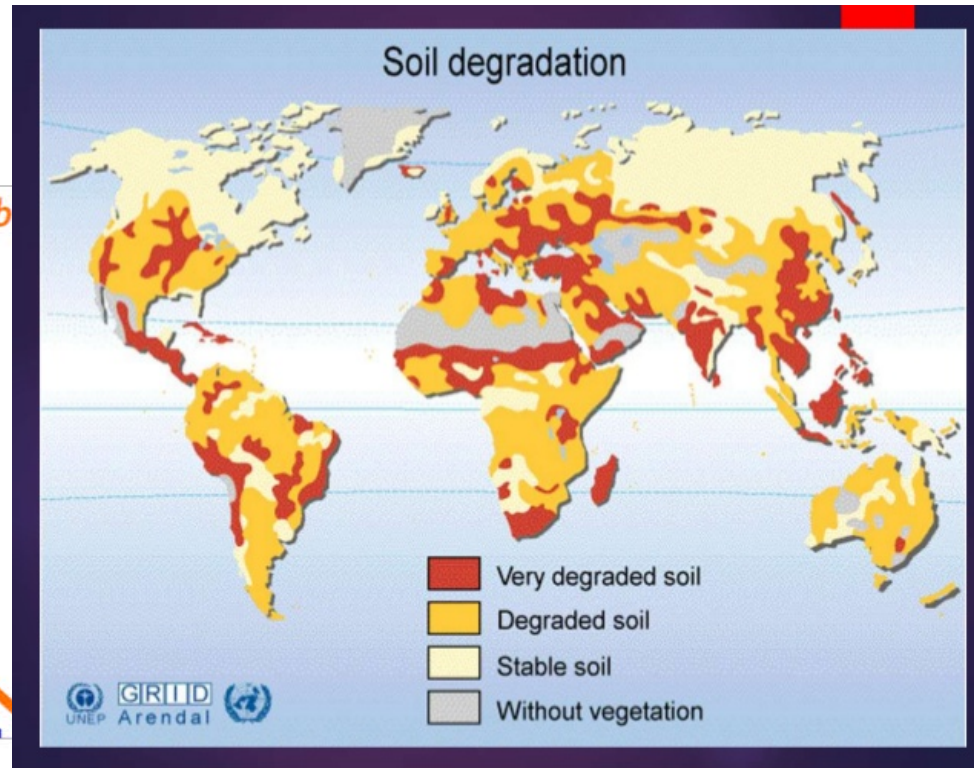 b
Soil degradation
Very degraded soil
Degraded soil
Stable soil
Without vegetation
GRID
UNEP Arendal